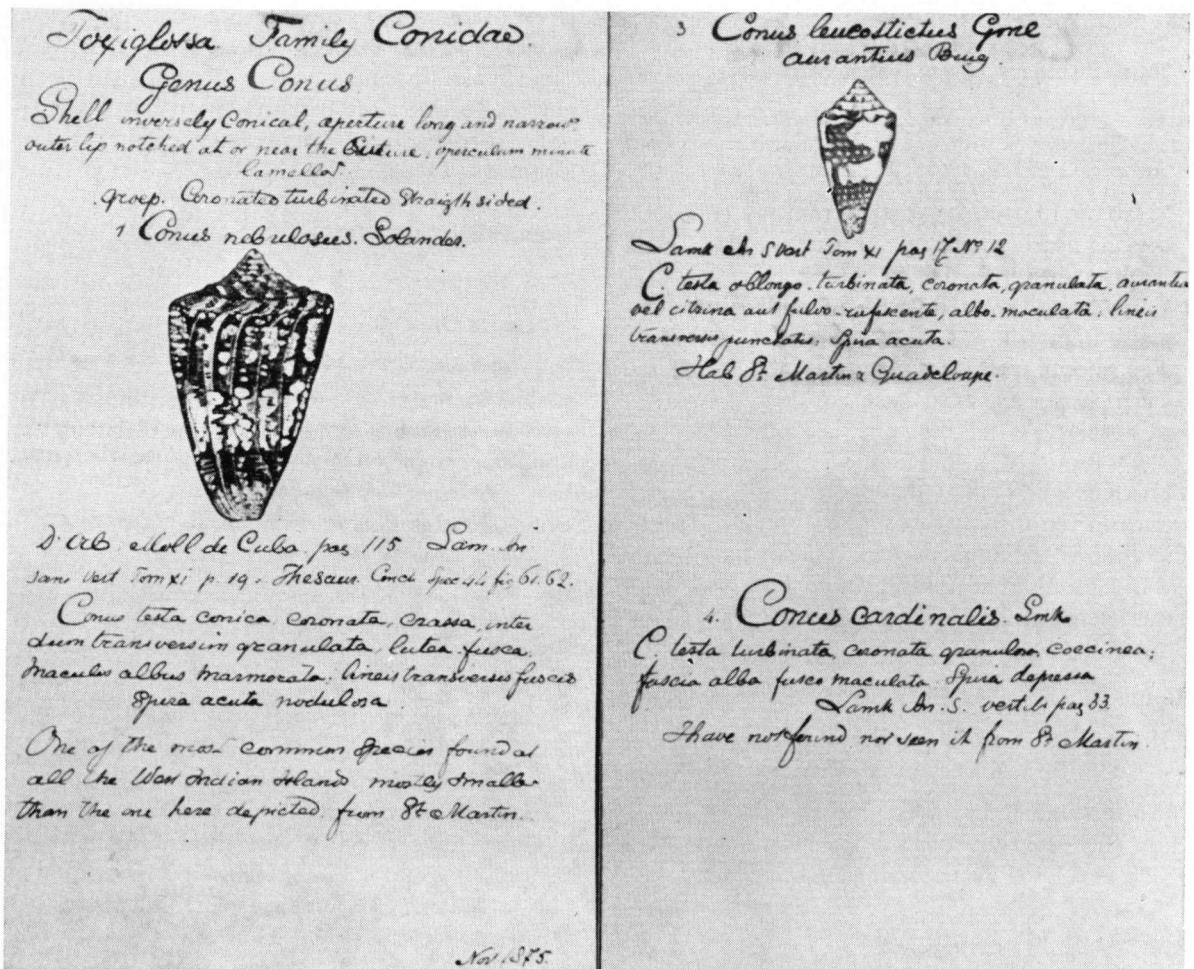 Toxiglossa Family Conidae
Genus Conus
Shell inversely Conical, aperture long and narrow
outer lip notched at or near the suture, operculum minute
lamellar
groep. Coronated turbinated Straigth sided.
1 Conus nebulosus. Solander.
D'Orb. Moll de Cuba. pag 115 Lam. An
sans vert Tom XI p. 19. Thesaur. Conch fig 61.62.
Conus testa conica, coronata, crassa, inter
dum transversim granulata, lutea fusca
maculis albus marmorata, lineis transversis fuscis
Spira acuta nodulosa
One of the most common Species found at
all the West Indian Island mostly smaller
than the one here depicted from St Martin.
Nov 1875.
3 Conus leucostictus Gme
aurantius Brug.
Lamk An S vert Tom XI pag 17 No 12
C. testa oblongo-turbinata, coronata, granulata, aurantia
vel citrina aut fulvo-rufescente, albo-maculata, lineis
transversis punctatis, Spira acuta.
Hab St Martin & Guadeloupe.
4. Conus cardinalis. Lmk
C. testa turbinata coronata granulosa coccinea;
fascia alba fusco maculata Spira depressa
Lamk An. S. vert pag 33
I have not found nor seen it from St Martin